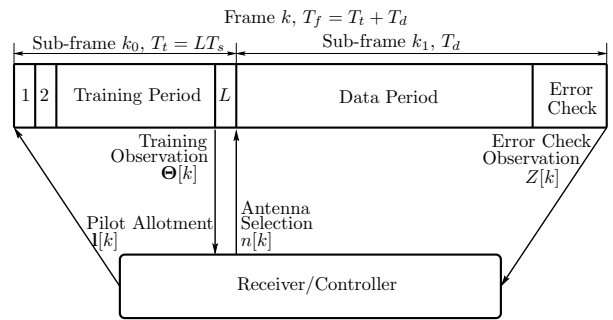 Frame k, T_f = T_t + T_d
Sub-frame k_0, T_t = LT_s
Sub-frame k_1, T_d
1 2 Training Period L Data Period Error Check
Training
Observation
Θ[k]
Error Check
Observation
Z[k]
Pilot Allotment
l[k]
Antenna
Selection
n[k]
Receiver/Controller